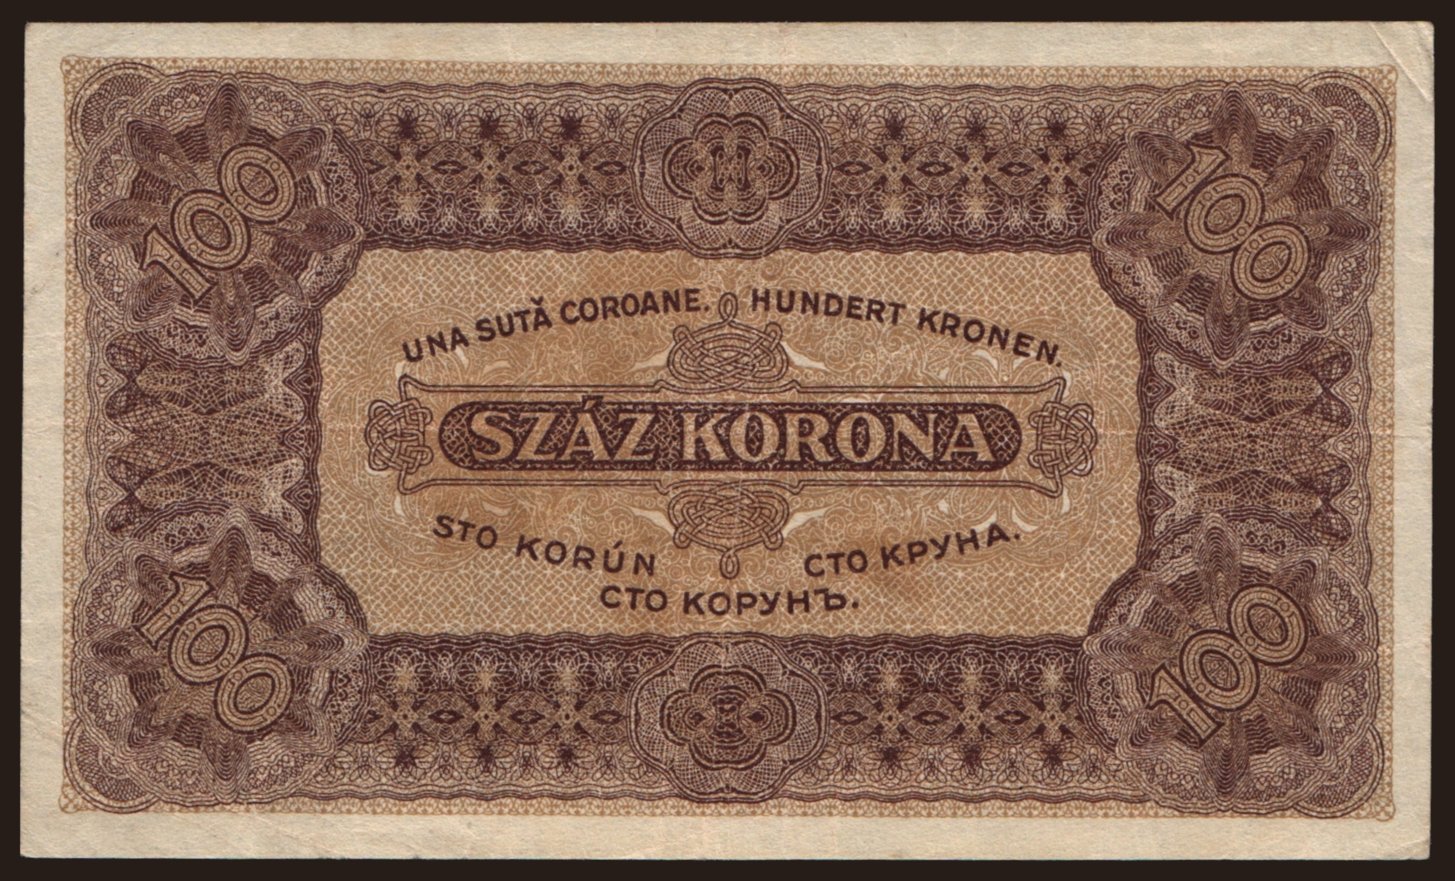 100
100
UNA SUTĂ COROANE.
HUNDERT KRONEN.
SZÁZ KORONA
STO KORÚN
СТО КРУНА.
СТО КОРУНЪ.
100
100